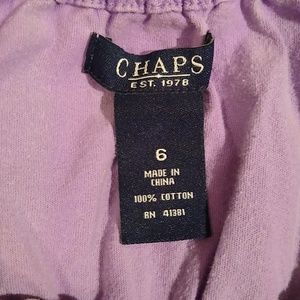 CHAPS
EST. 1978
6
MADE IN
CHINA
100% COTTON
RN 41381